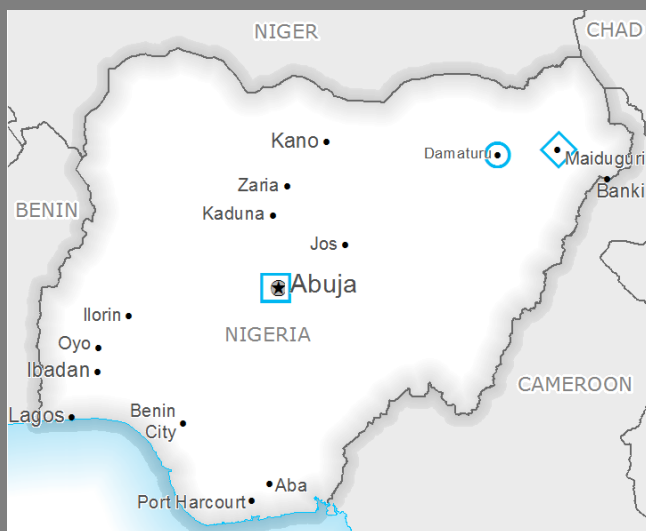 NIGER
CHAD
Kano
Damaturu
Maiduguri
Zaria
Banki
BENIN
Kaduna
Jos
Abuja
Ilorin
NIGERIA
Oyo
Ibadan
CAMEROON
Lagos
Benin
City
Aba
Port Harcourt